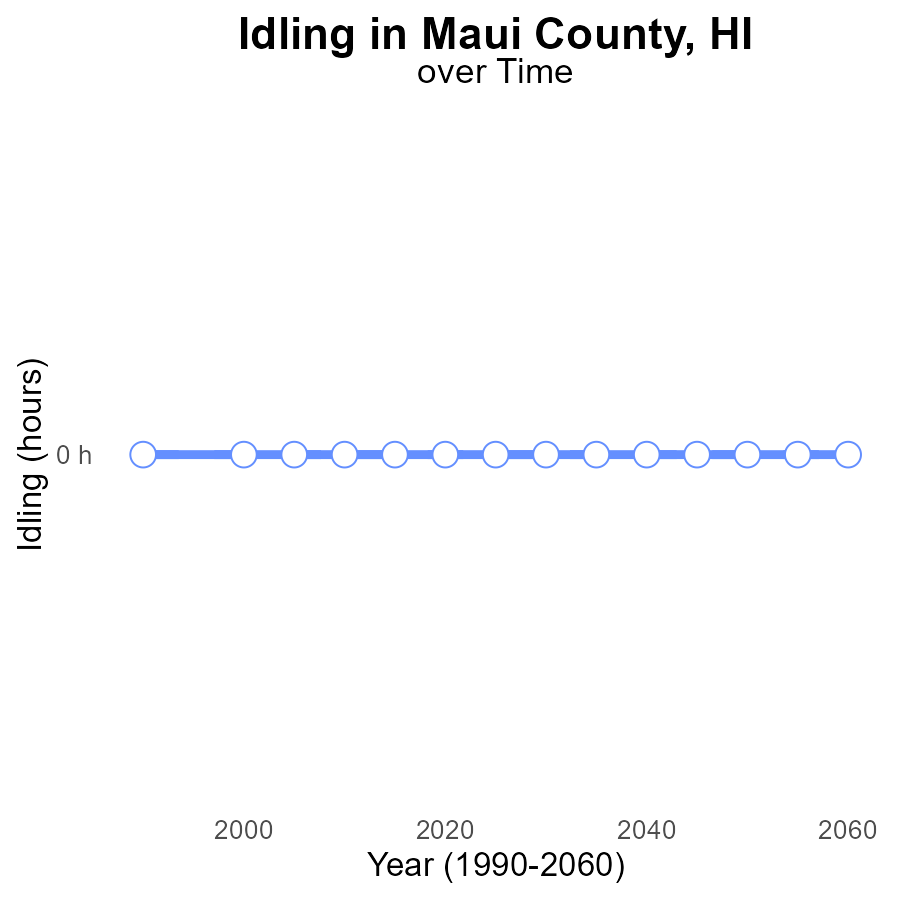 Idling in Maui County, HI
over Time
Idling (hours)
0 h
2000
2020
2040
2060
Year (1990-2060)